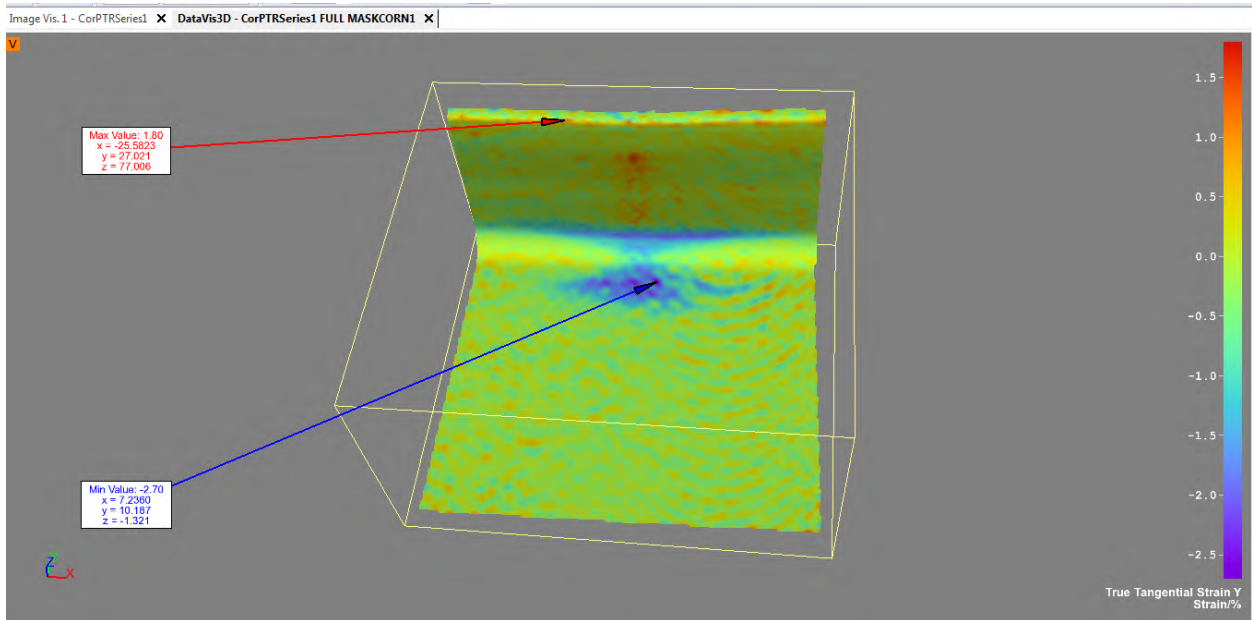 Image Vis. 1 - CorPTRSeries1 X DataVis3D - CorPTRSeries1 FULL MASKCORN1 X
V
1.5
Max Value: 1.80
x = -25.5823
y = 27.021
z = 77.006
1.0
0.5
0.0
-0.5
-1.0
-1.5
Min Value: -2.70
x = 7.2360
y = 10.187
z = -1.321
-2.0
-2.5
Z
X
True Tangential Strain Y
Strain/%